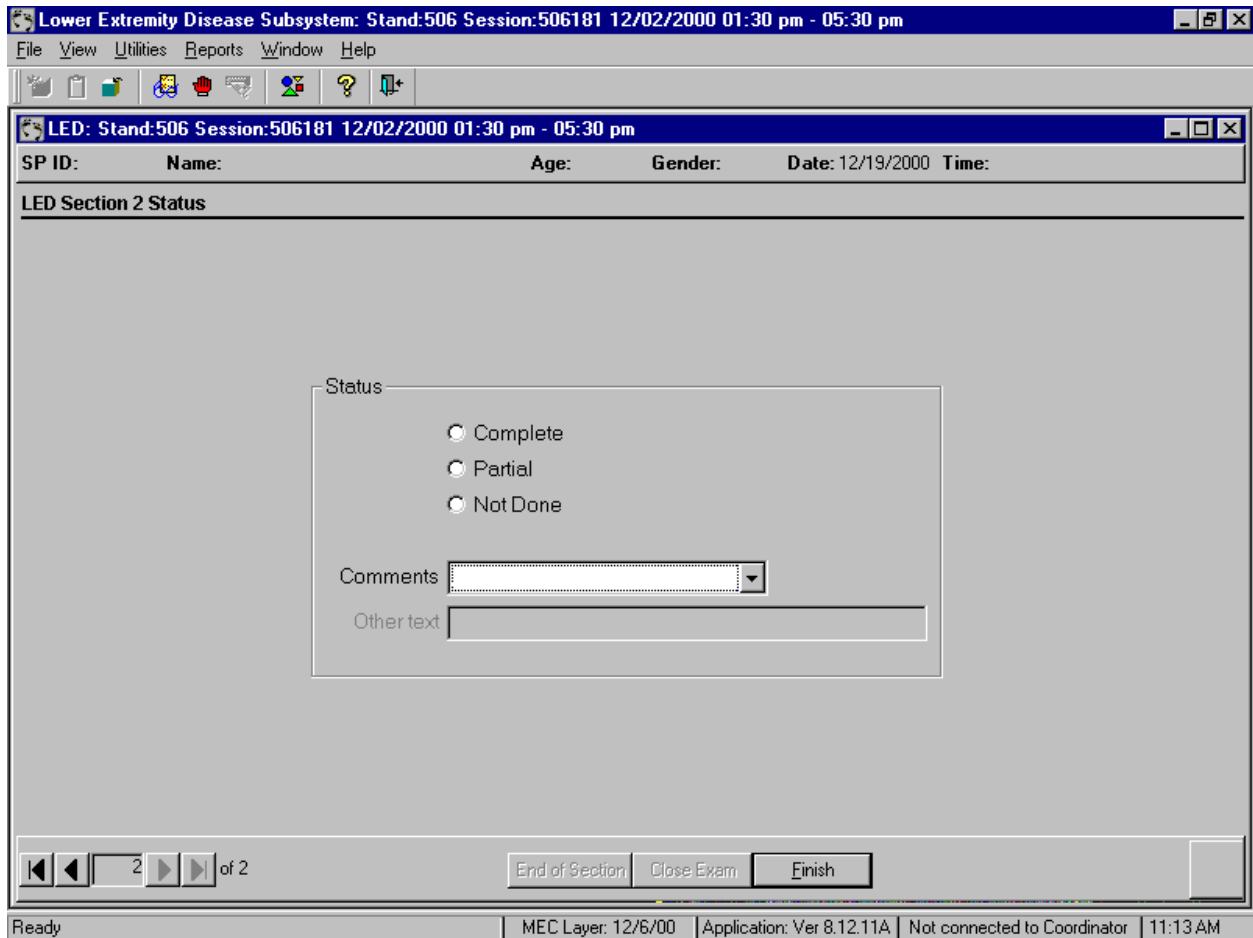 Lower Extremity Disease Subsystem: Stand:506 Session:506181 12/02/2000 01:30 pm - 05:30 pm
File View Utilities Reports Window Help
LED: Stand:506 Session:506181 12/02/2000 01:30 pm - 05:30 pm
SP ID: Name: Age: Gender: Date: 12/19/2000 Time:
LED Section 2 Status
Status
Complete
Partial
Not Done
Comments
Other text
2 of 2 End of Section Close Exam Finish
Ready MEC Layer: 12/6/00 Application: Ver 8.12.11A Not connected to Coordinator 11:13 AM